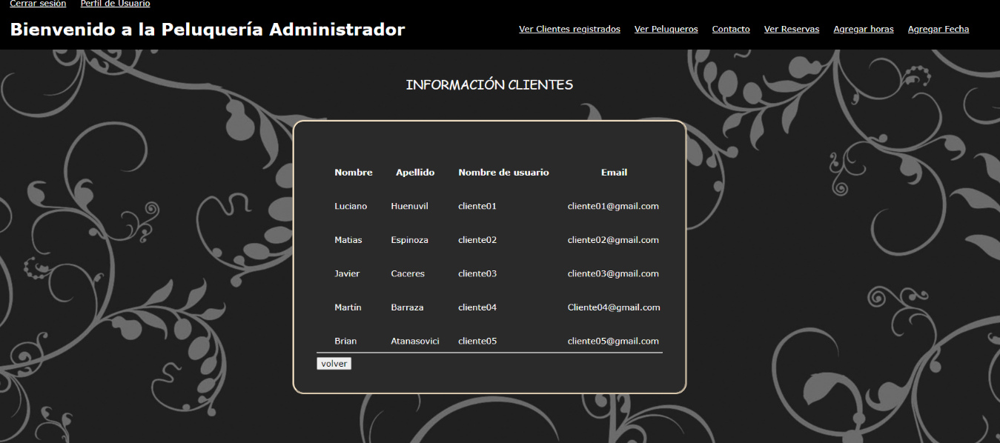 Cerrar sesión Perfil de Usuario
Bienvenido a la Peluquería Administrador
Ver Clientes registrados Ver Peluqueros Contacto Ver Reservas Agregar horas Agregar Fecha
INFORMACIÓN CLIENTES
Nombre Apellido Nombre de usuario Email
Luciano Huenuvil cliente01 cliente01@gmail.com
Matias Espinoza cliente02 cliente02@gmail.com
Javier Caceres cliente03 cliente03@gmail.com
Martín Barraza cliente04 Cliente04@gmail.com
Brian Atanasovici cliente05 cliente05@gmail.com
volver